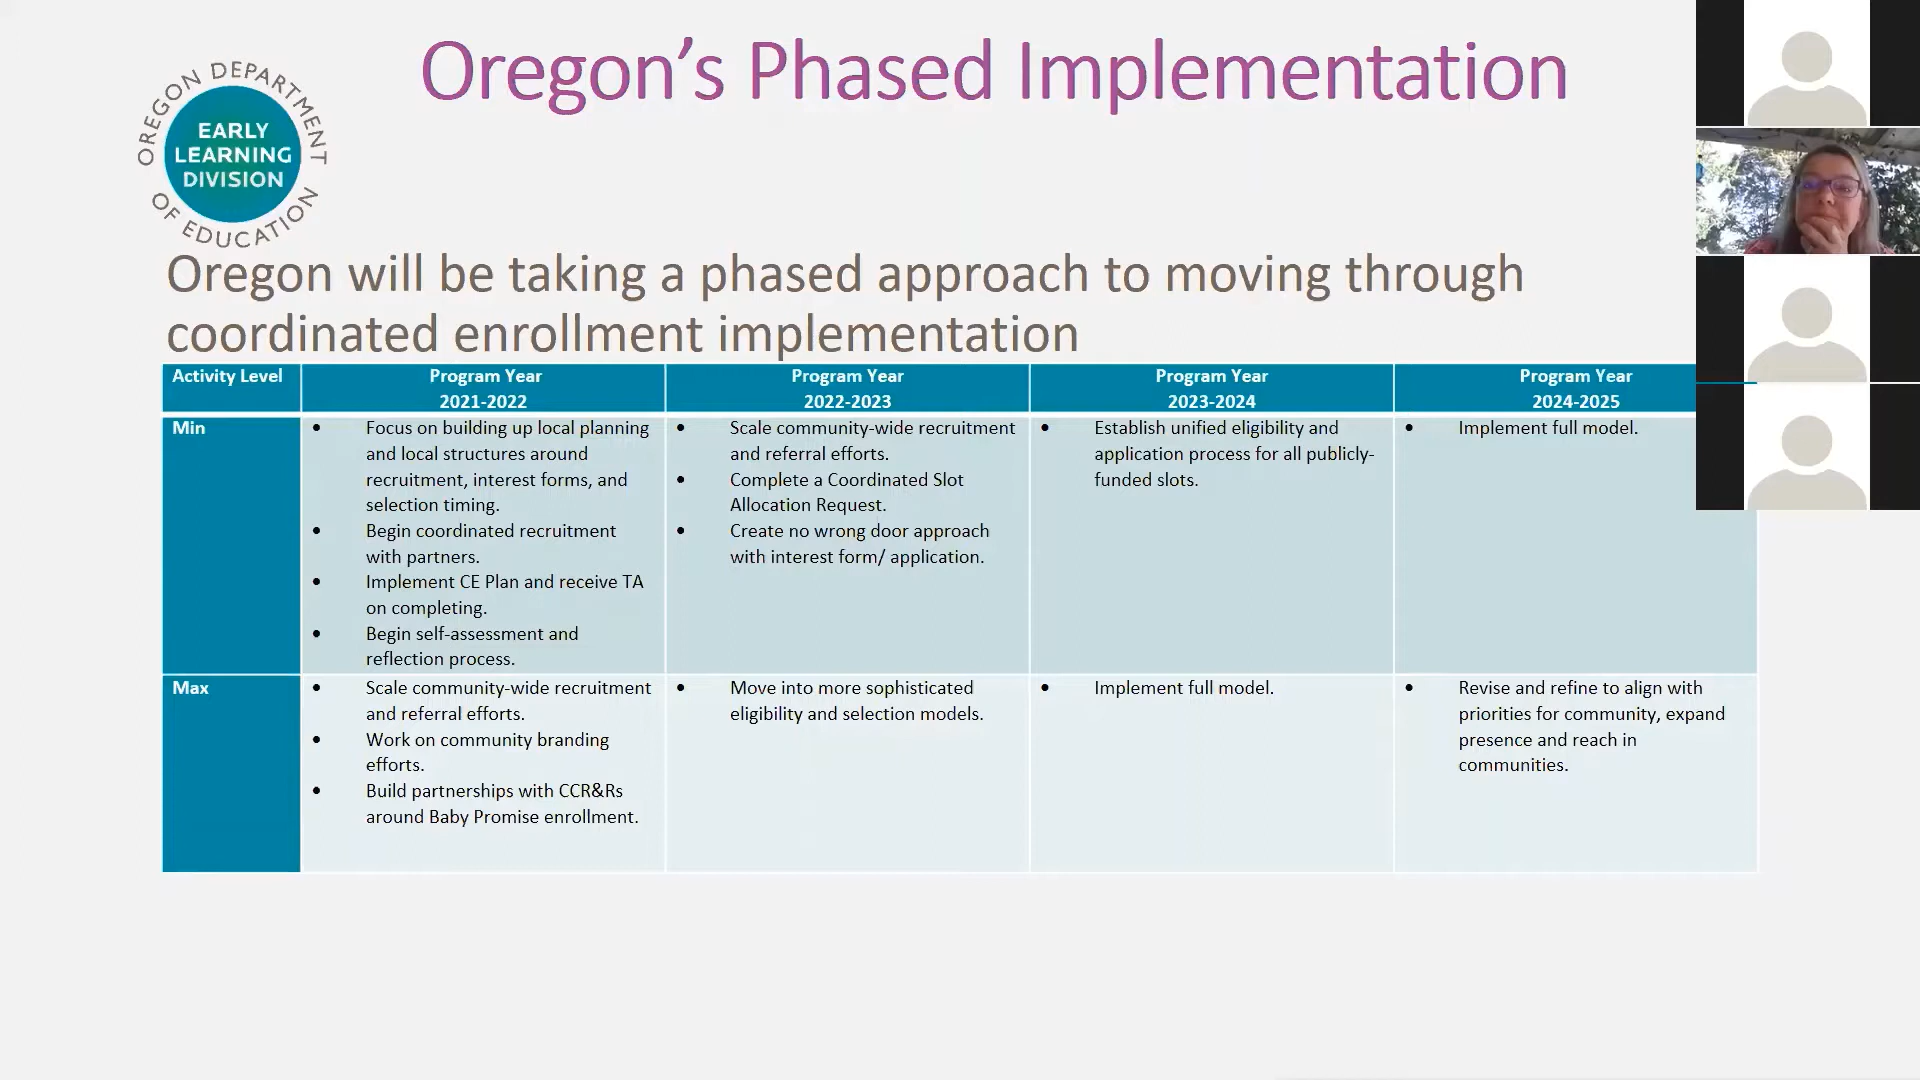 Oregon's Phased Implementation
OREGON DEPARTMENT
OF EDUCATION
EARLY
LEARNING
DIVISION
Oregon will be taking a phased approach to moving through
coordinated enrollment implementation
Activity Level
Program Year
2021-2022
Program Year
2022-2023
Program Year
2023-2024
Program Year
2024-2025
Min
• Focus on building up local planning
and local structures around
recruitment, interest forms, and
selection timing.
• Begin coordinated recruitment
with partners.
• Implement CE Plan and receive TA
on completing.
• Begin self-assessment and
reflection process.
• Scale community-wide recruitment
and referral efforts.
• Complete a Coordinated Slot
Allocation Request.
• Create no wrong door approach
with interest form/ application.
• Establish unified eligibility and
application process for all publicly-
funded slots.
• Implement full model.
Max
• Scale community-wide recruitment
and referral efforts.
• Work on community branding
efforts.
• Build partnerships with CCR&Rs
around Baby Promise enrollment.
• Move into more sophisticated
eligibility and selection models.
• Implement full model.
• Revise and refine to align with
priorities for community, expand
presence and reach in
communities.